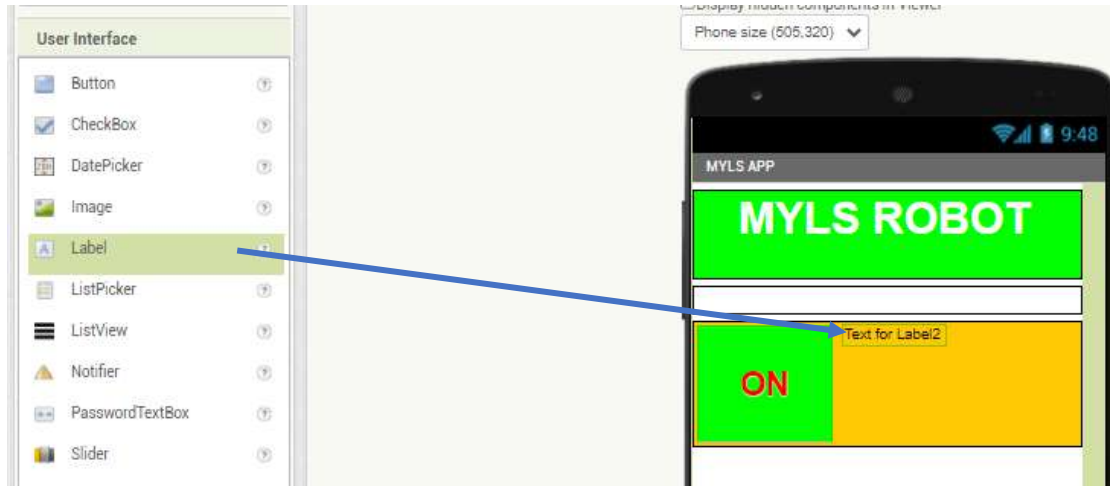 Display hidden components in Viewer
User Interface
Phone size (505,320)
Button
CheckBox
DatePicker
Image
Label
ListPicker
ListView
Notifier
PasswordTextBox
Slider
9:48
MYLS APP
MYLS ROBOT
Text for Label2
ON